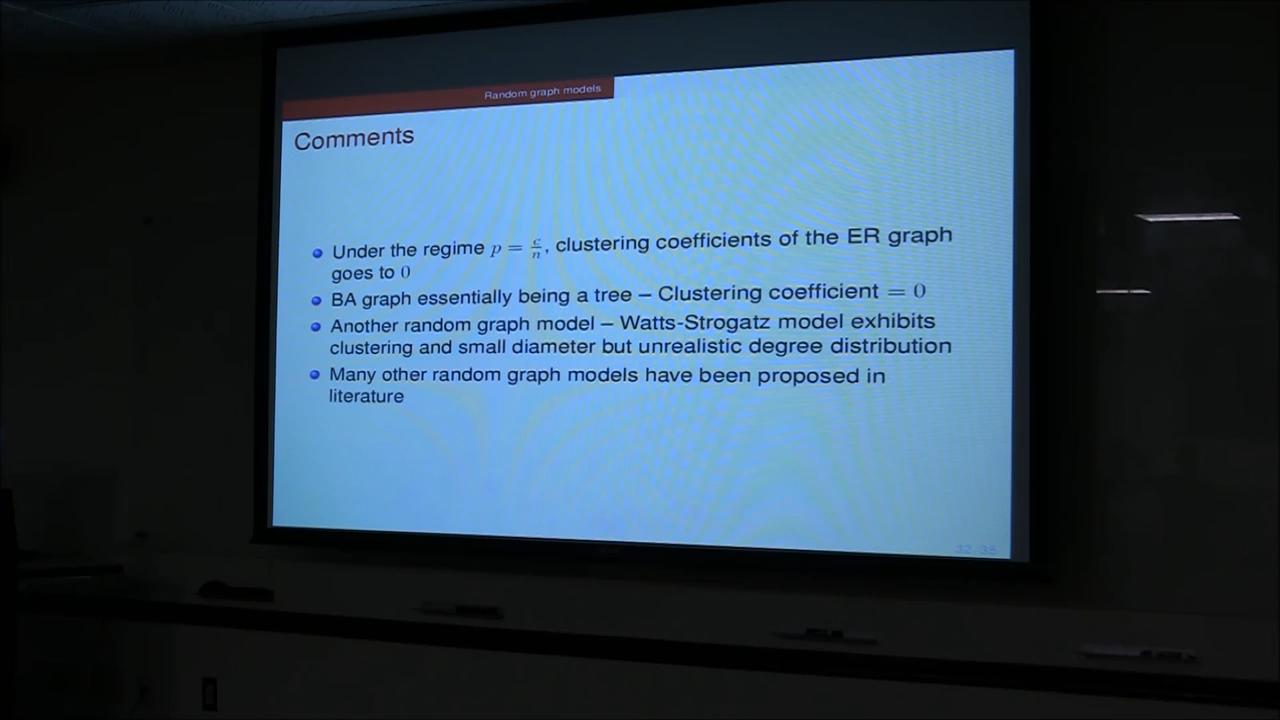 Random graph models
Comments
Under the regime p = c/n, clustering coefficients of the ER graph
goes to 0
BA graph essentially being a tree – Clustering coefficient = 0
Another random graph model – Watts-Strogatz model exhibits
clustering and small diameter but unrealistic degree distribution
Many other random graph models have been proposed in
literature